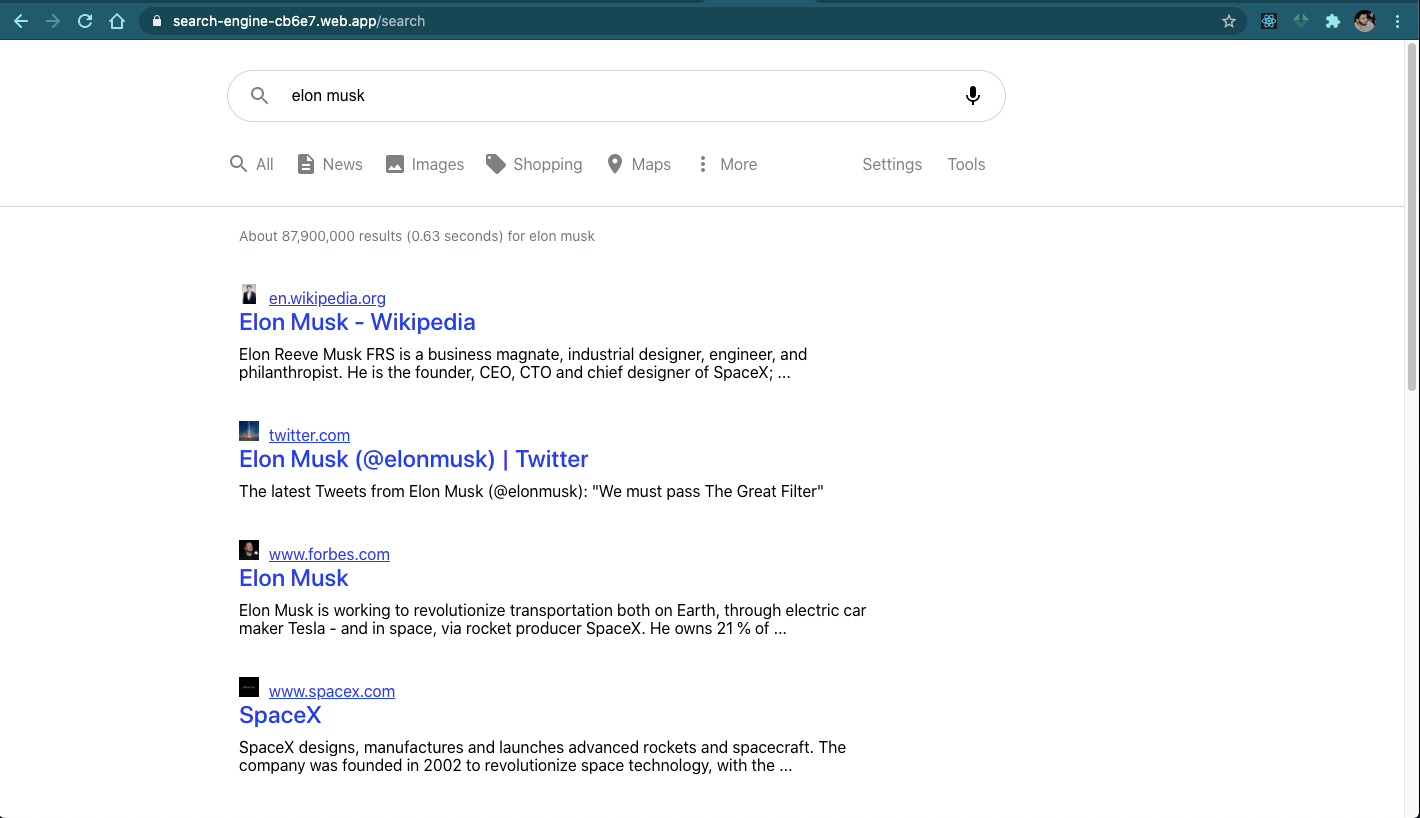 search-engine-cb6e7.web.app/search
elon musk
All News Images Shopping Maps More Settings Tools
About 87,900,000 results (0.63 seconds) for elon musk
en.wikipedia.org
Elon Musk - Wikipedia
Elon Reeve Musk FRS is a business magnate, industrial designer, engineer, and
philanthropist. He is the founder, CEO, CTO and chief designer of SpaceX; ...
twitter.com
Elon Musk (@elonmusk) | Twitter
The latest Tweets from Elon Musk (@elonmusk): "We must pass The Great Filter"
www.forbes.com
Elon Musk
Elon Musk is working to revolutionize transportation both on Earth, through electric car
maker Tesla - and in space, via rocket producer SpaceX. He owns 21 % of ...
www.spacex.com
SpaceX
SpaceX designs, manufactures and launches advanced rockets and spacecraft. The
company was founded in 2002 to revolutionize space technology, with the ...